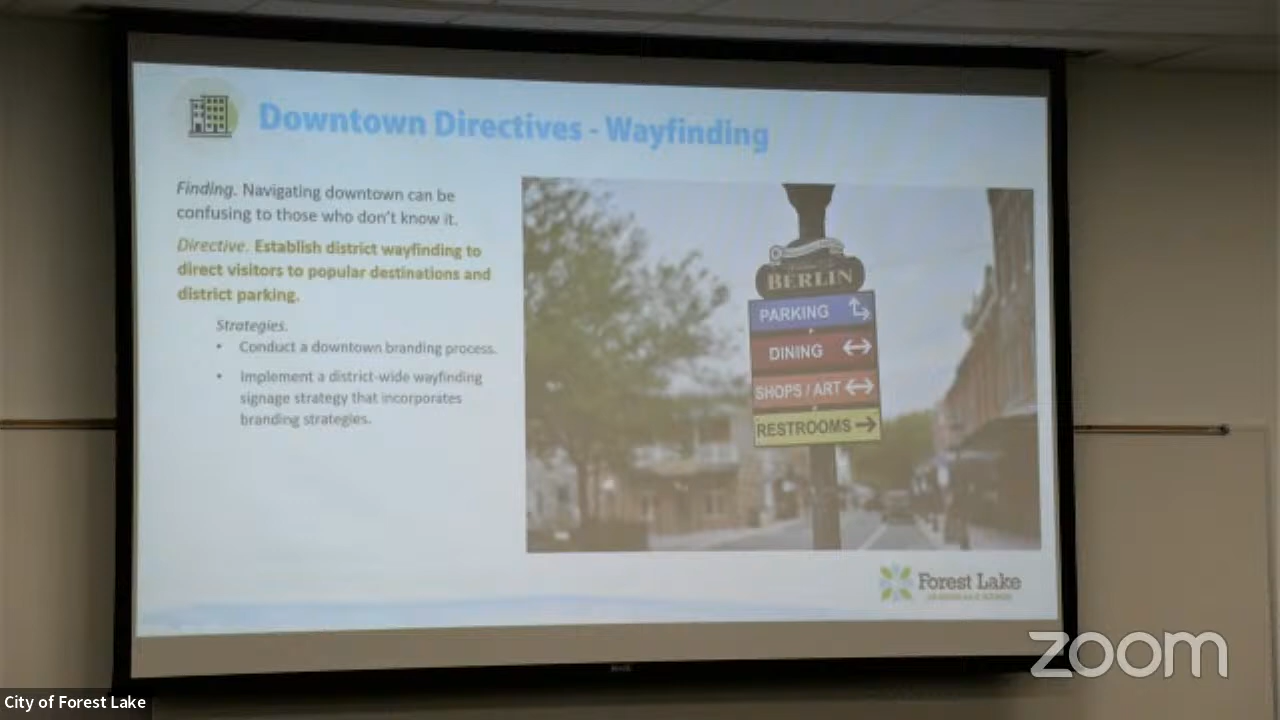 Downtown Directives - Wayfinding
Finding. Navigating downtown can be
confusing to those who don't know it.
Directive. Establish district wayfinding to
direct visitors to popular destinations and
district parking.
Strategies.
• Conduct a downtown branding process.
• Implement a district-wide wayfinding
signage strategy that incorporates
branding strategies.
BERLIN
PARKING
DINING
SHOPS / ART
RESTROOMS
Forest Lake
zoom
City of Forest Lake